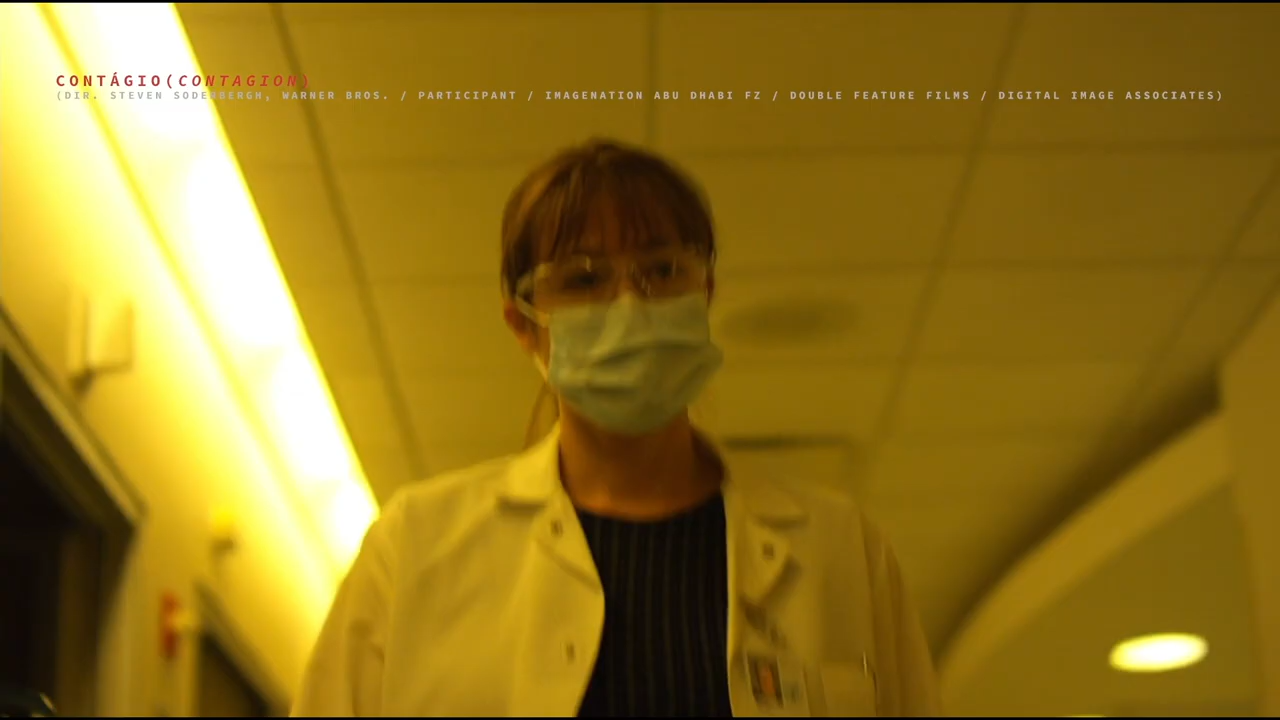 CONTÁGIO(CONTAGION)
(DIR. STEVEN SODERBERGH, WARNER BROS. / PARTICIPANT / IMAGENATION ABU DHABI FZ / DOUBLE FEATURE FILMS / DIGITAL IMAGE ASSOCIATES)